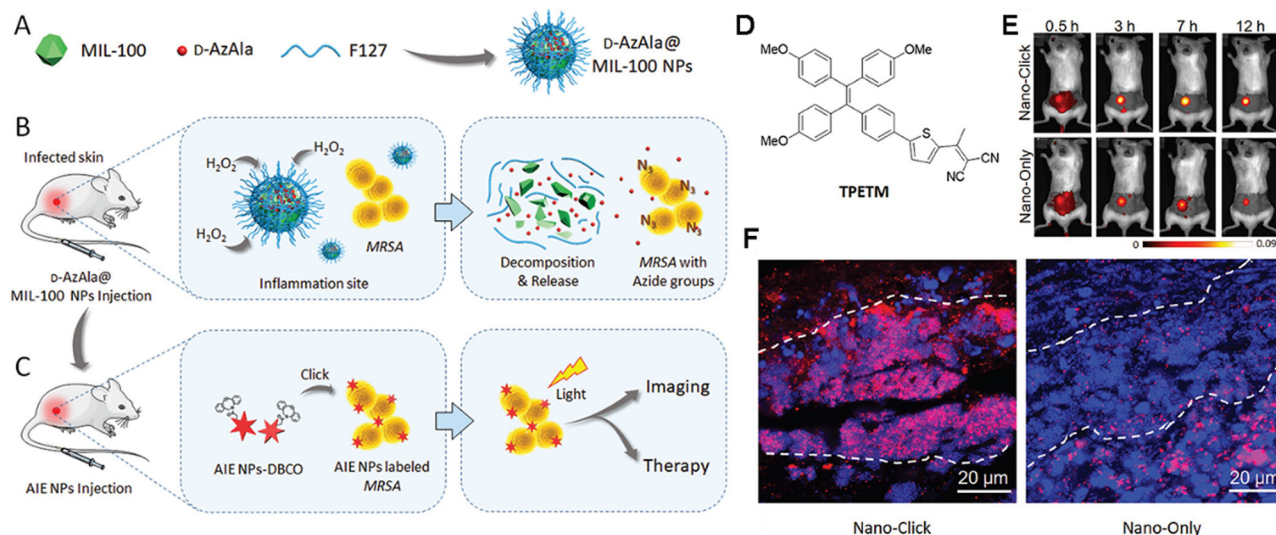 A
MIL-100
D-AzAla
F127
D-AzAla@
MIL-100 NPs
B
Infected skin
H2O2
H2O2
H2O2
MRSA
Inflammation site
N3
N3
N3
N3
Decomposition
& Release
MRSA with
Azide groups
D-AzAla@
MIL-100 NPs Injection
C
AIE NPs Injection
Click
AIE NPs-DBCO
AIE NPs labeled
MRSA
Light
Imaging
Therapy
D
MeO
OMe
MeO
S
CN
NC
TPETM
E
0.5 h
3 h
7 h
12 h
Nano-Click
Nano-Only
0
0.09
F
20 μm
20 μm
Nano-Click
Nano-Only